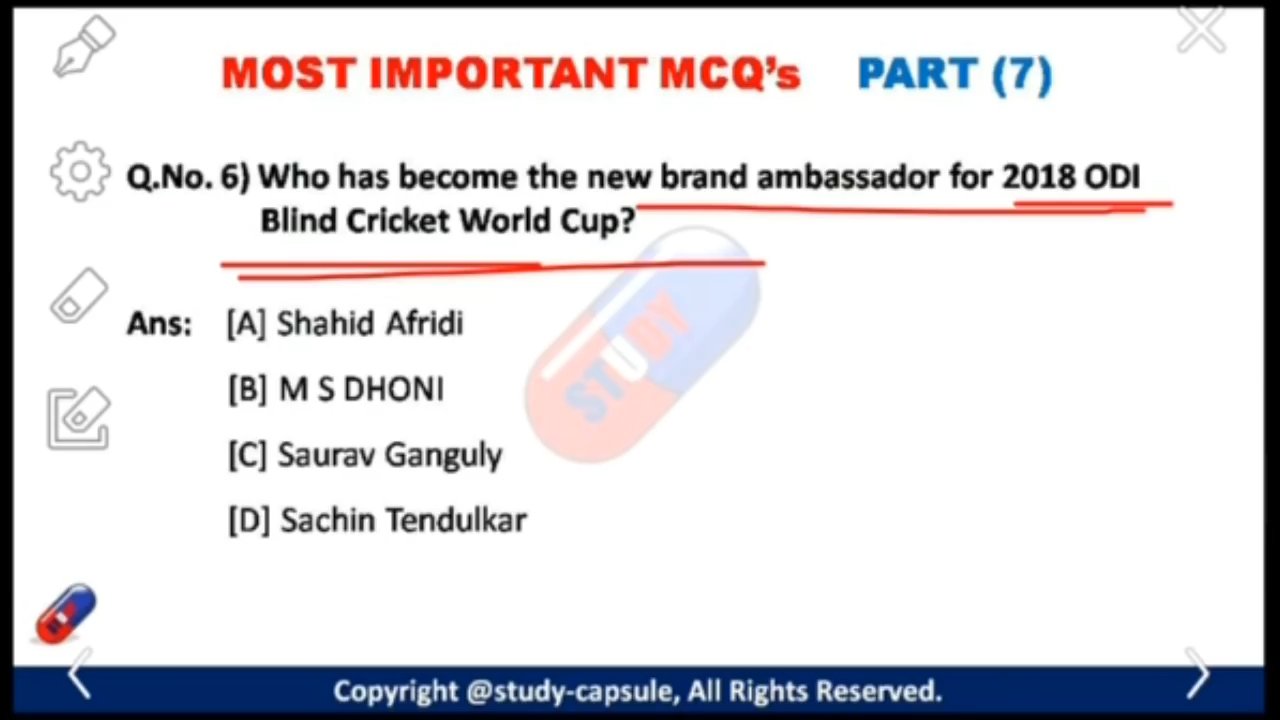 MOST IMPORTANT MCQ's PART (7)
Q.No. 6) Who has become the new brand ambassador for 2018 ODI
Blind Cricket World Cup?
STUDY
Ans: [A] Shahid Afridi
[B] M S DHONI
[C] Saurav Ganguly
[D] Sachin Tendulkar
Copyright @study-capsule, All Rights Reserved.